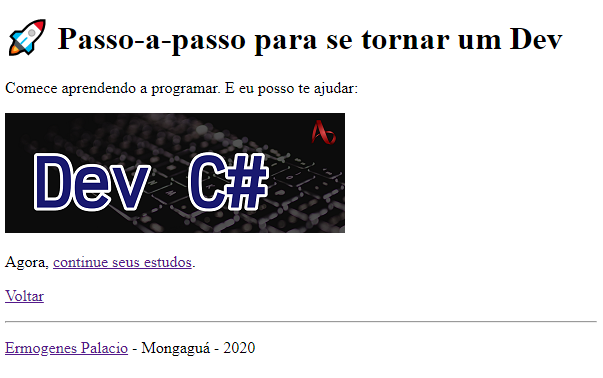 🚀 Passo-a-passo para se tornar um Dev
Comece aprendendo a programar. E eu posso te ajudar:
Dev C#
Agora, continue seus estudos.
Voltar
Ermogenes Palacio - Mongaguá - 2020